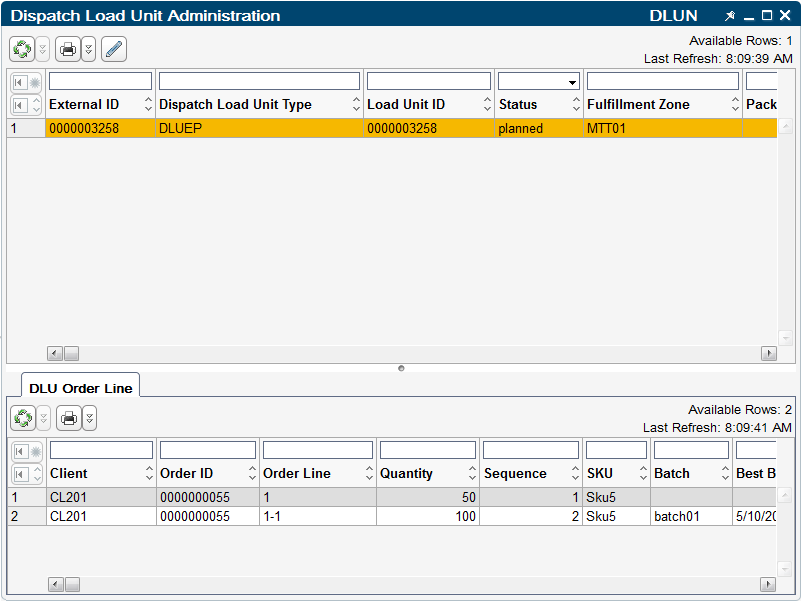 Dispatch Load Unit Administration DLUN
Available Rows: 1
Last Refresh: 8:09:39 AM
External ID Dispatch Load Unit Type Load Unit ID Status Fulfillment Zone Pack
1 0000003258 DLUEP 0000003258 planned MTT01
DLU Order Line
Available Rows: 2
Last Refresh: 8:09:41 AM
Client Order ID Order Line Quantity Sequence SKU Batch Best B
1 CL201 0000000055 1 50 1 Sku5
2 CL201 0000000055 1-1 100 2 Sku5 batch01 5/10/20